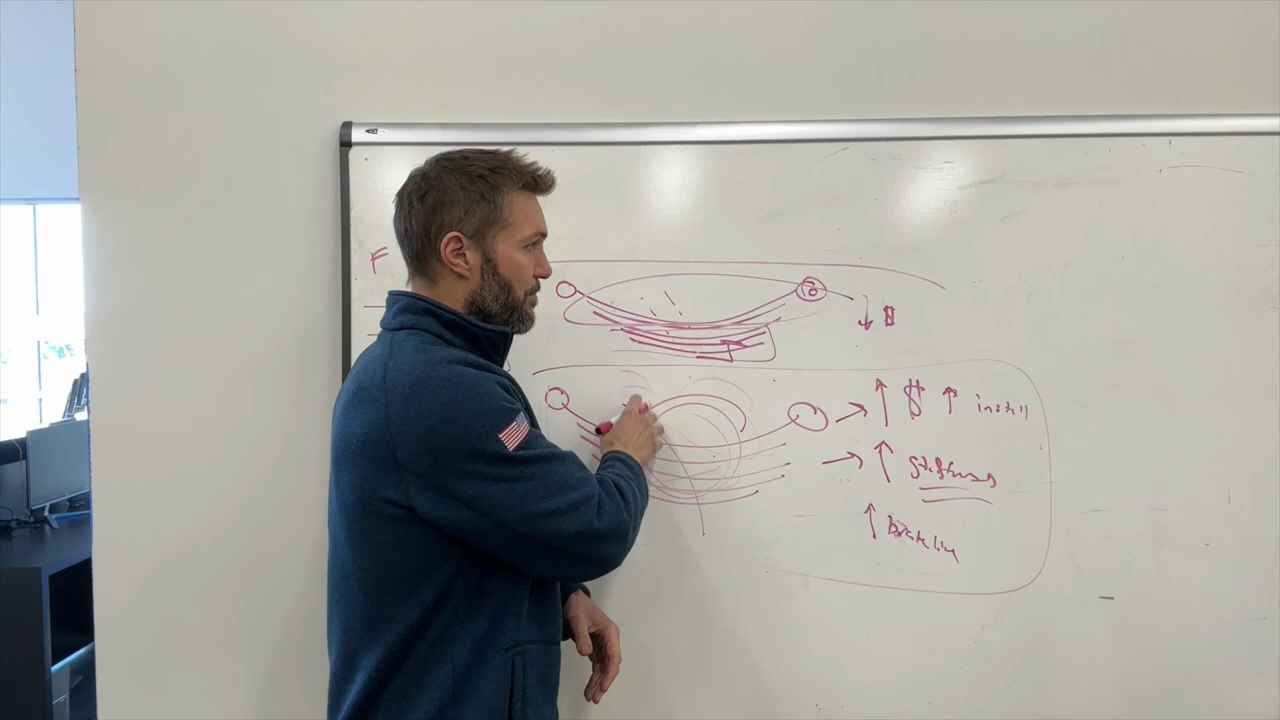 F
↓ $
→ ↑ $ ↑ install
→ ↑ stiffness
↑